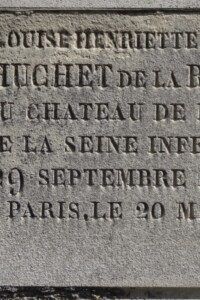 LOUISE HENRIETTE
HUCHET DE LA B
U CHATEAU DE
E LA SEINE INFE
29 SEPTEMBRE
PARIS, LE 20 M